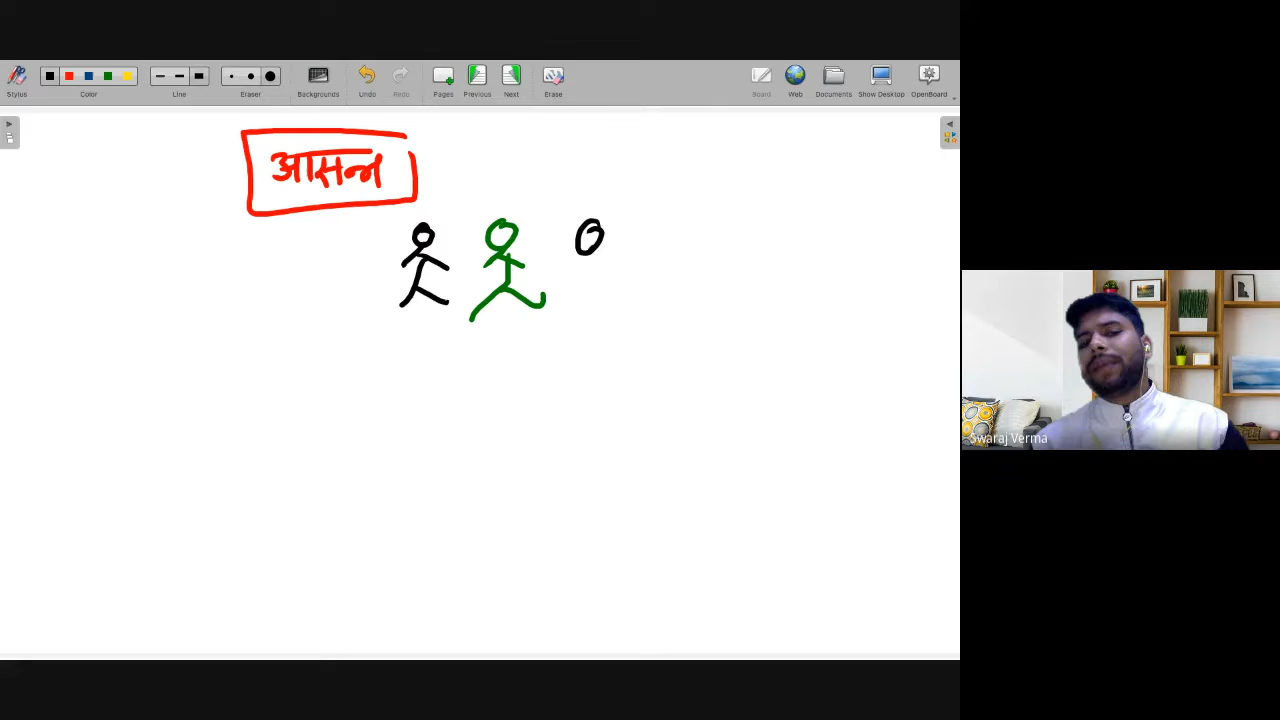 Stylus
Color
Line
Eraser
Backgrounds
Undo
Redo
Pages
Previous
Next
Erase
Board
Web
Documents
Show Desktop
OpenBoard
आसन्न
Swaraj Verma